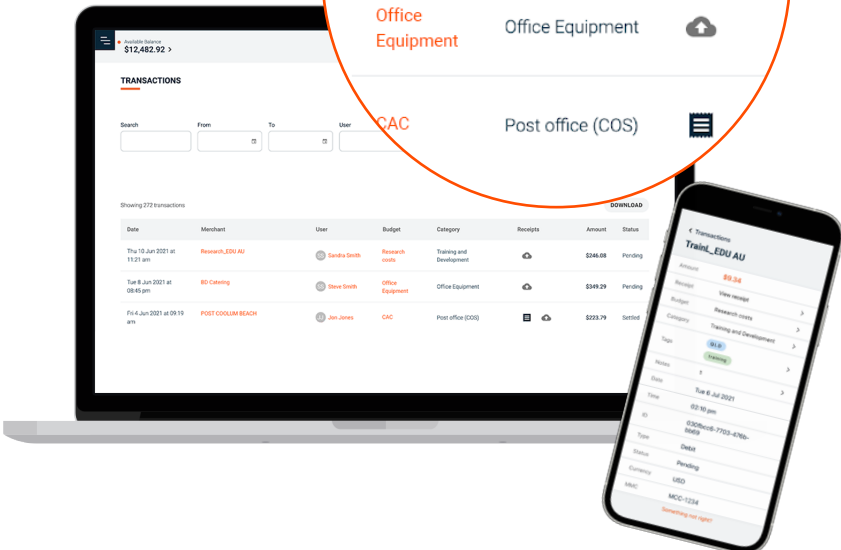 Available Balance
$12,482.92 >
TRANSACTIONS
Search From To User
Showing 272 transactions
DOWNLOAD
Date Merchant User Budget Category Receipts Amount Status
Thu 10 Jun 2021 at
11:21 am
Research_EDU AU
Sandra Smith
Research
costs
Training and
Development
$246.08
Pending
Tue 8 Jun 2021 at
08:45 pm
BD Catering
Steve Smith
Office
Equipment
Office Equipment
$349.29
Pending
Fri 4 Jun 2021 at 09:19
am
POST COOLUM BEACH
JJ
Jon Jones
CAC
Post office (COS)
$223.79
Settled
Office
Equipment
Office Equipment
CAC
Post office (COS)
< Transactions
TrainL_EDU AU
Amount $9.34
Receipt View receipt >
Budget Research costs >
Category Training and Development >
Tags
training >
Notes 1 >
Date Tue 6 Jul 2021
Time 02:10 pm
ID
Type Debit
Status Pending
Currency USD
MMC MCC-1234
Something not right?